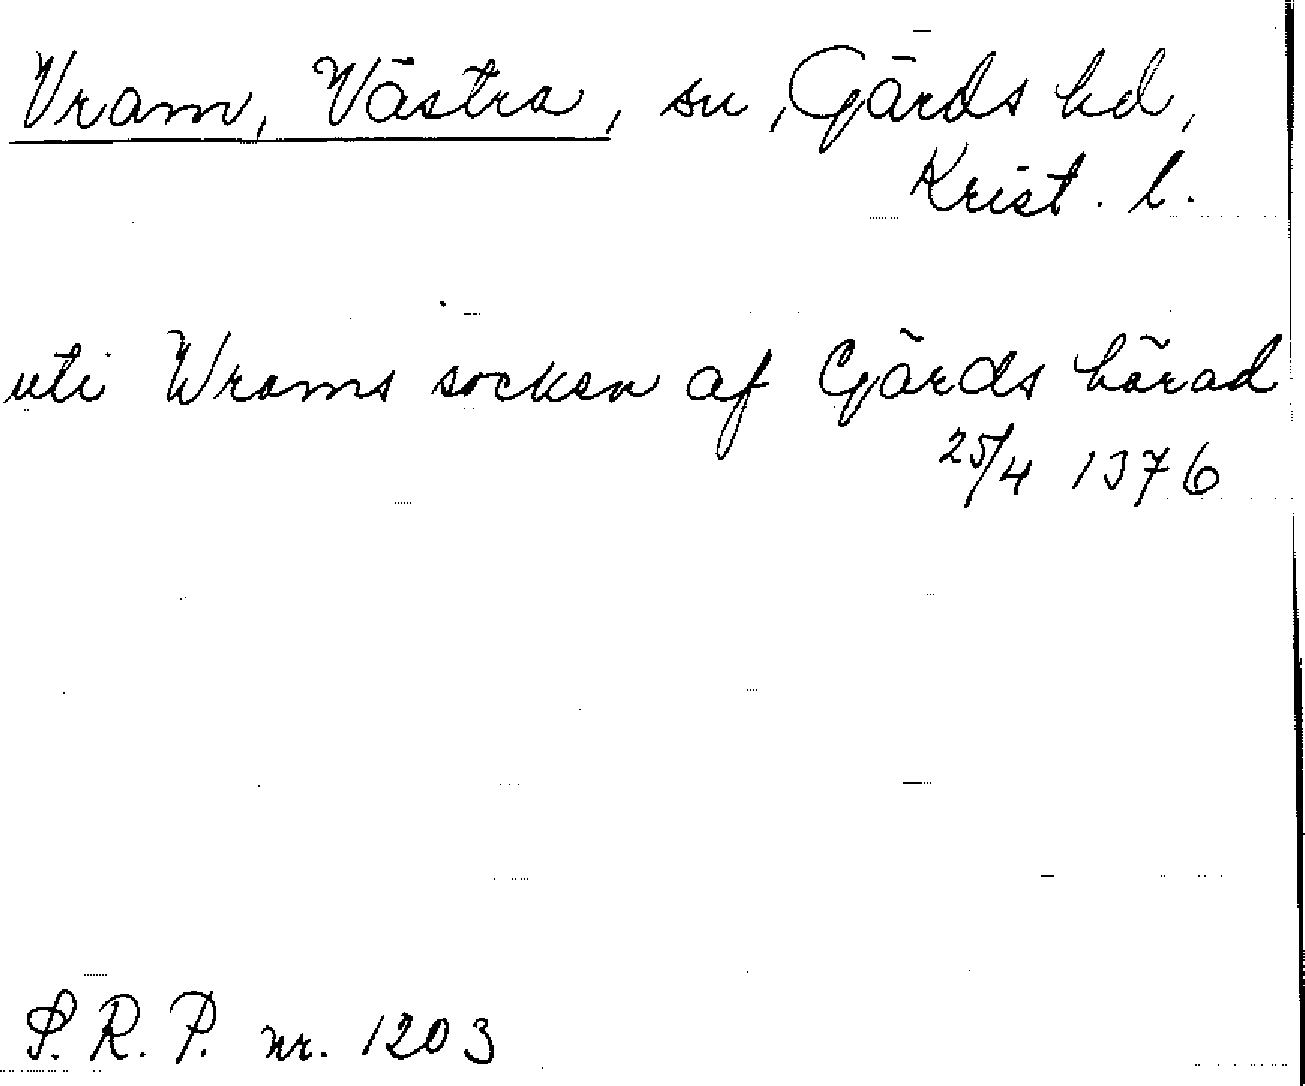 Vram, Västra, sn, Gärds hd,
Krist. l.
uti Wrams socken af Gärds härad
25/4 1376
S. R. P. nr. 1203